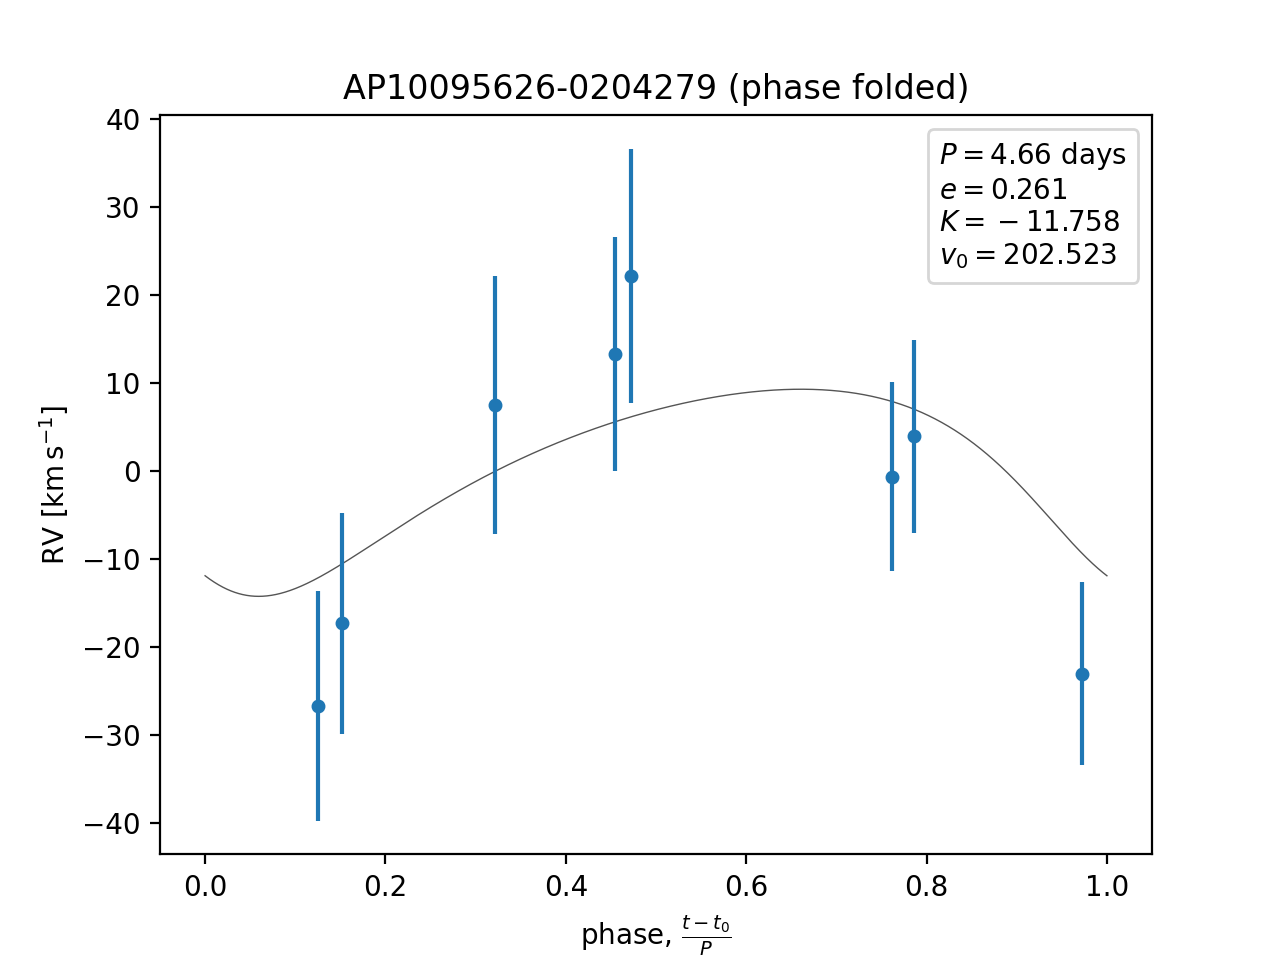 AP10095626-0204279 (phase folded)
P = 4.66 days
e = 0.261
K = −11.758
v₀ = 202.523
40
30
20
10
0
−10
−20
−30
−40
RV [km s⁻¹]
0.0 0.2 0.4 0.6 0.8 1.0
phase, (t − t₀)/P